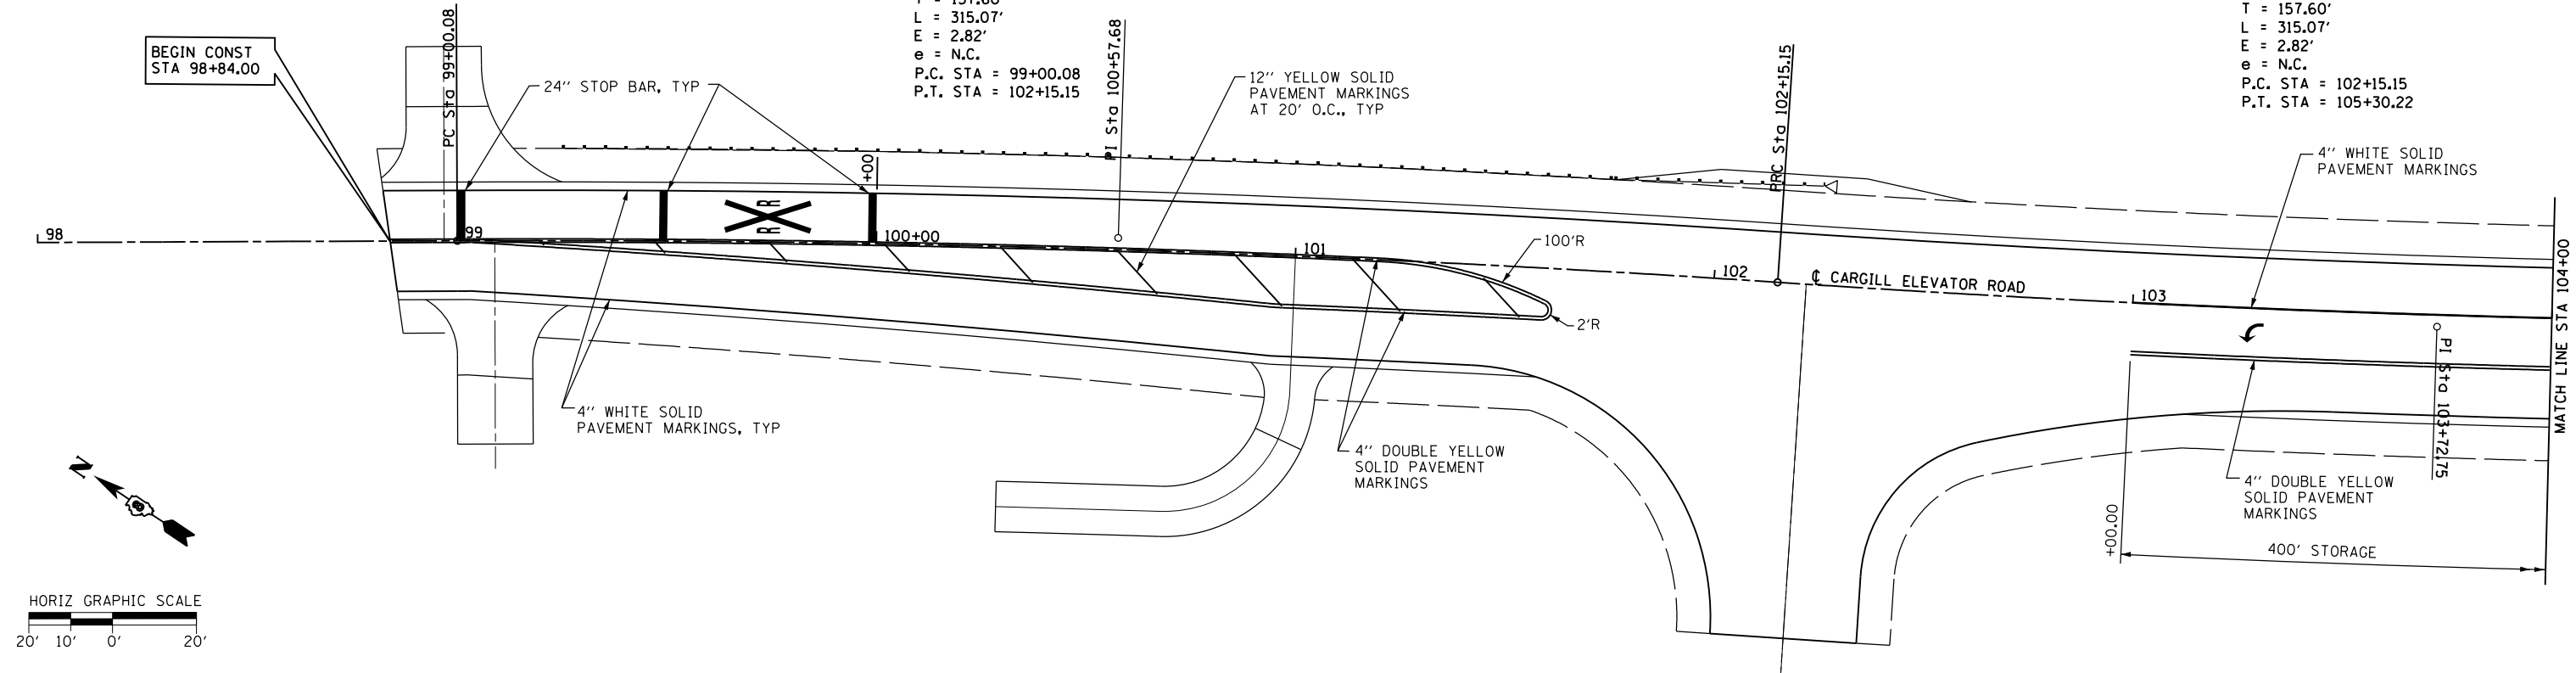 BEGIN CONST
STA 98+84.00
PC Sta 99+00.08
24" STOP BAR, TYP
T = 157.60'
L = 315.07'
E = 2.82'
e = N.C.
P.C. STA = 99+00.08
P.T. STA = 102+15.15
PI Sta 100+57.68
12" YELLOW SOLID
PAVEMENT MARKINGS
AT 20' O.C., TYP
PRC Sta 102+15.15
T = 157.60'
L = 315.07'
E = 2.82'
e = N.C.
P.C. STA = 102+15.15
P.T. STA = 105+30.22
4" WHITE SOLID
PAVEMENT MARKINGS
+00
R
R
98
99
100+00
101
100'R
102
℄ CARGILL ELEVATOR ROAD
103
2'R
MATCH LINE STA 104+00
PI Sta 103+72.75
4" WHITE SOLID
PAVEMENT MARKINGS, TYP
4" DOUBLE YELLOW
SOLID PAVEMENT
MARKINGS
4" DOUBLE YELLOW
SOLID PAVEMENT
MARKINGS
+00.00
400' STORAGE
N
HORIZ GRAPHIC SCALE
20' 10' 0' 20'